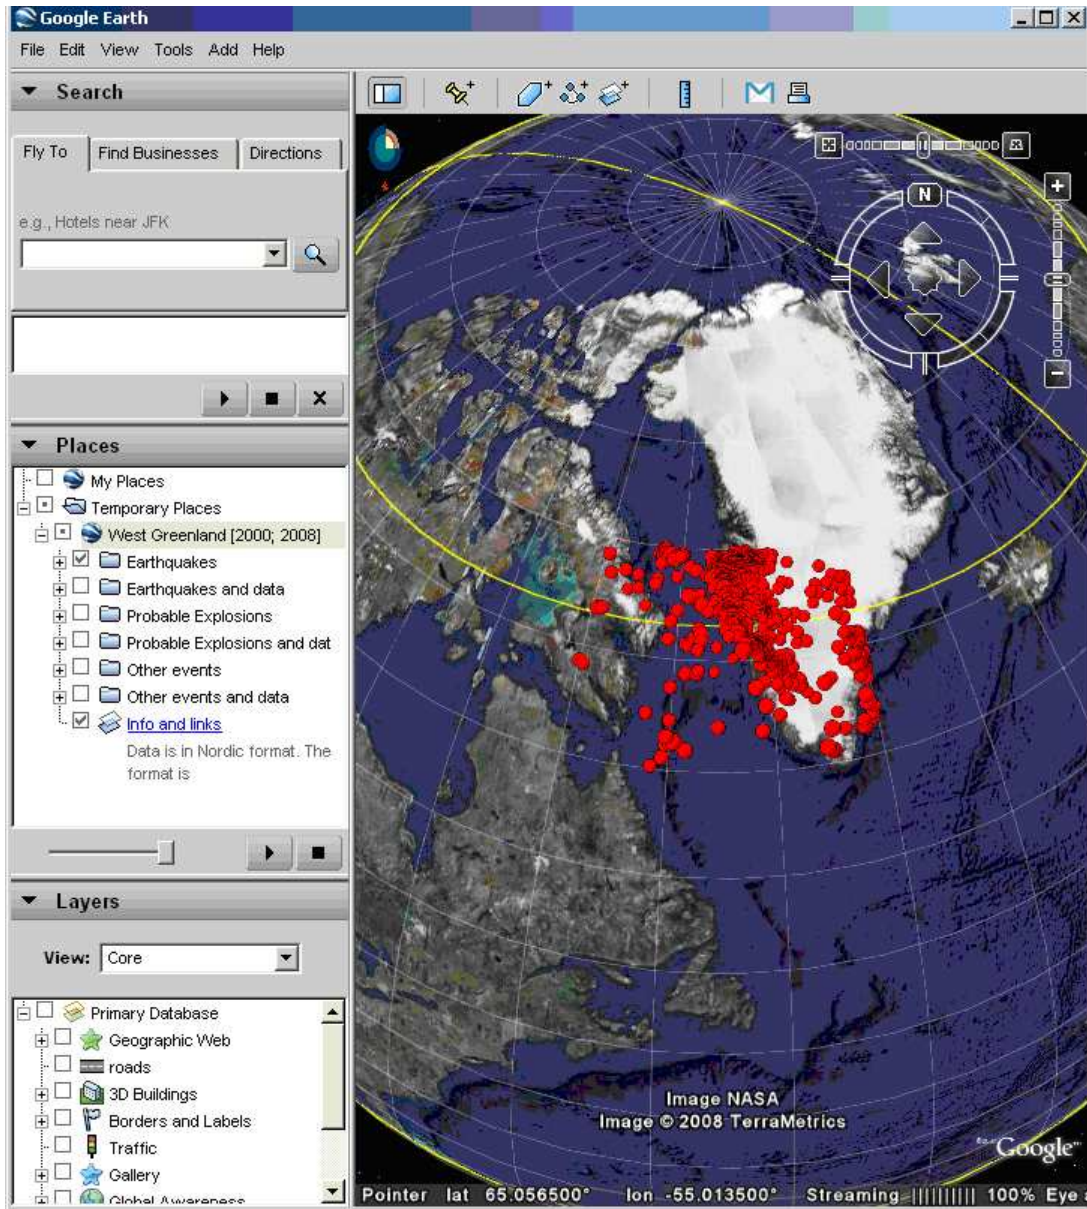 Google Earth
File Edit View Tools Add Help
Search
Fly To Find Businesses Directions
e.g., Hotels near JFK
Places
My Places
Temporary Places
West Greenland [2000; 2008]
Earthquakes
Earthquakes and data
Probable Explosions
Probable Explosions and dat
Other events
Other events and data
Info and links
Data is in Nordic format. The
format is
Layers
View: Core
Primary Database
Geographic Web
roads
3D Buildings
Borders and Labels
Traffic
Gallery
Global Awareness
N
Image NASA
Image © 2008 TerraMetrics
Google™
Pointer lat 65.056500° lon -55.013500° Streaming |||||||||| 100% Eye